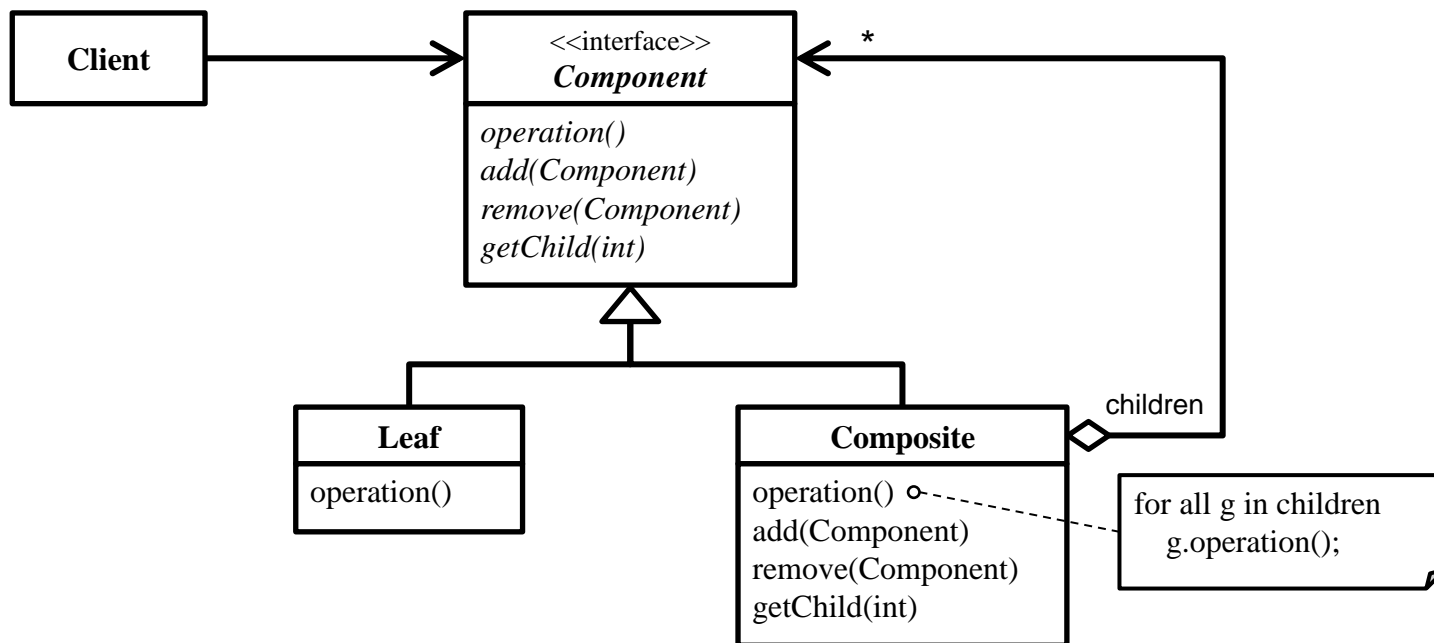 Client
<<interface>>
Component
operation()
add(Component)
remove(Component)
getChild(int)
*
Leaf
operation()
Composite
operation()
add(Component)
remove(Component)
getChild(int)
children
for all g in children
g.operation();